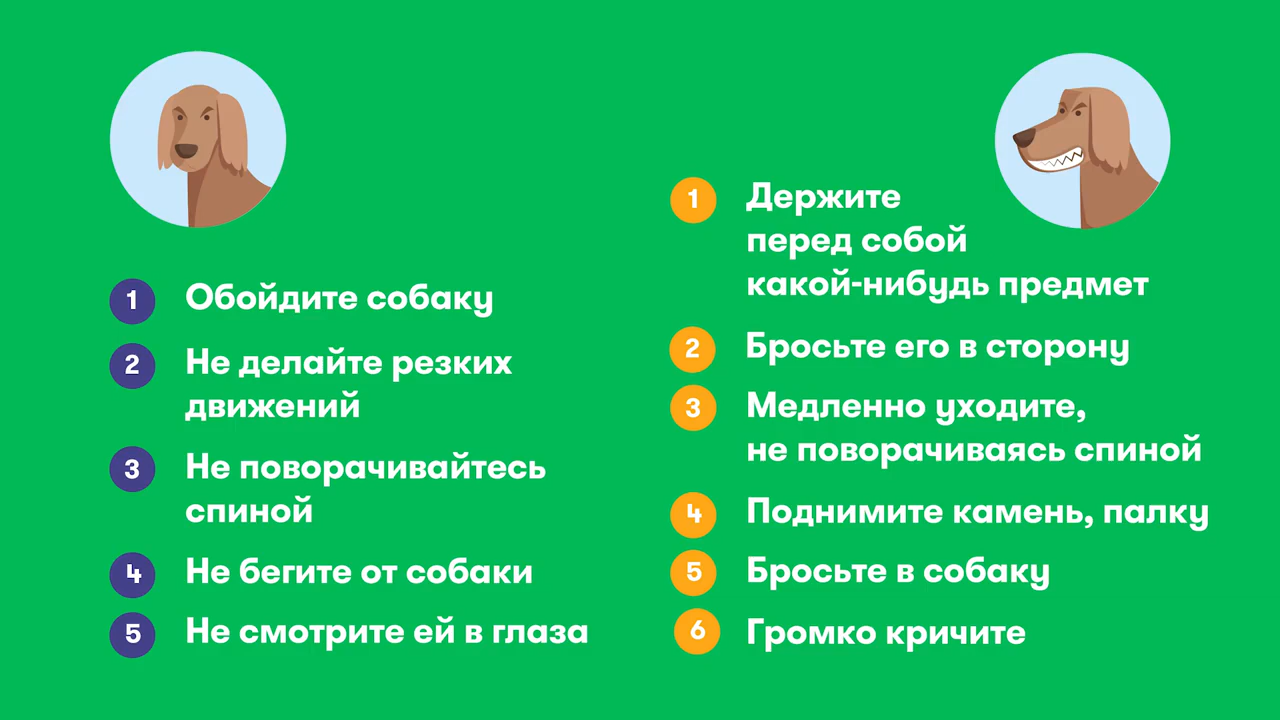 1 Обойдите собаку
2 Не делайте резких
движений
3 Не поворачивайтесь
спиной
4 Не бегите от собаки
5 Не смотрите ей в глаза
1 Держите
перед собой
какой-нибудь предмет
2 Бросьте его в сторону
3 Медленно уходите,
не поворачиваясь спиной
4 Поднимите камень, палку
5 Бросьте в собаку
6 Громко кричите